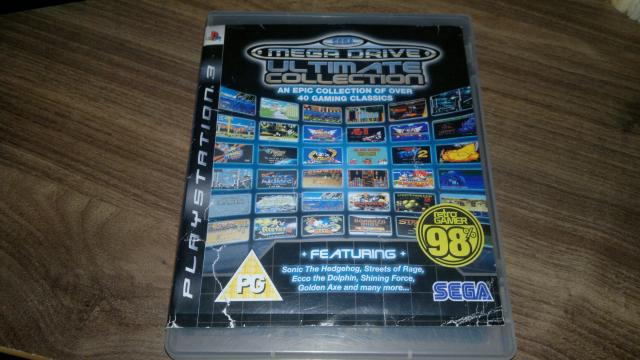 PLAYSTATION 3
SEGA
MEGA DRIVE
ULTIMATE
COLLECTION
AN EPIC COLLECTION OF OVER
40 GAMING CLASSICS
retro
GAMER
98%
• FEATURING •
Sonic The Hedgehog, Streets of Rage,
Ecco the Dolphin, Shining Force,
Golden Axe and many more...
PG
SEGA